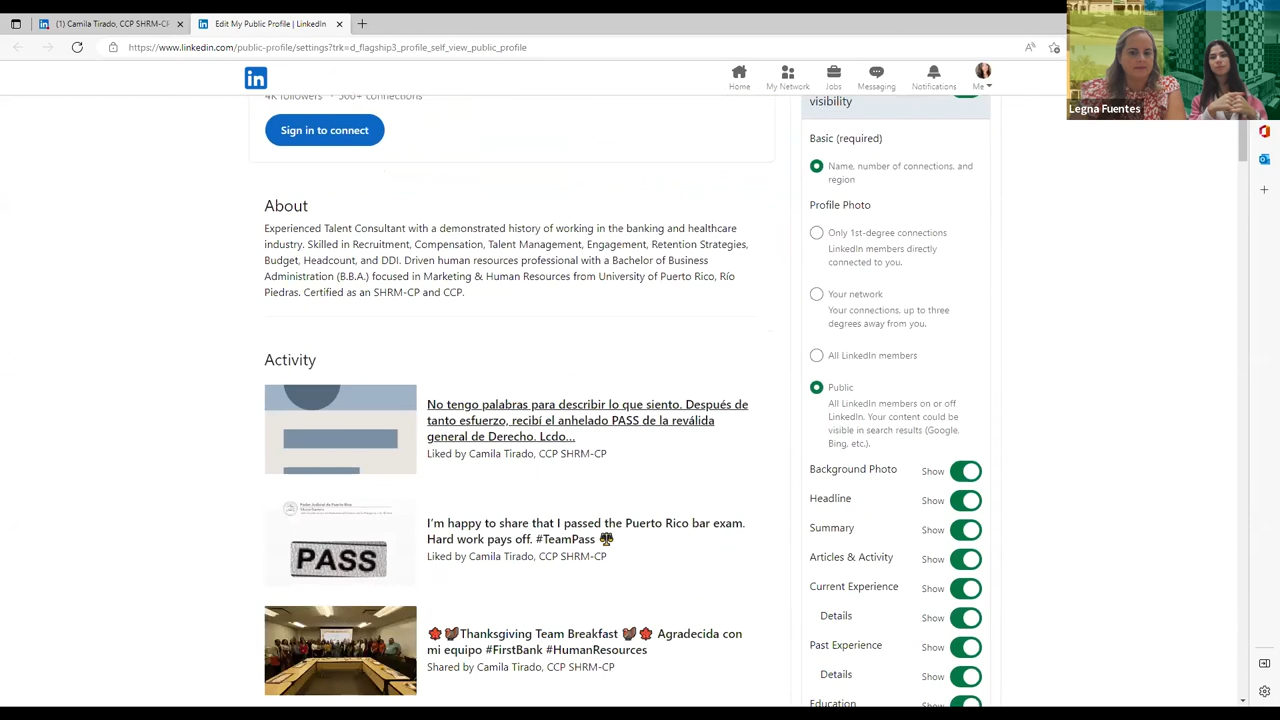 (1) Camila Tirado, CCP SHRM-CP
Edit My Public Profile | LinkedIn
https://www.linkedin.com/public-profile/settings?trk=d_flagship3_profile_self_view_public_profile
Legna Fuentes
in
Home
My Network
Jobs
Messaging
Notifications
Me
4K followers 500+ connections
Sign in to connect
About
Experienced Talent Consultant with a demonstrated history of working in the banking and healthcare
industry. Skilled in Recruitment, Compensation, Talent Management, Engagement, Retention Strategies,
Budget, Headcount, and DDI. Driven human resources professional with a Bachelor of Business
Administration (B.B.A.) focused in Marketing & Human Resources from University of Puerto Rico, Río
Piedras. Certified as an SHRM-CP and CCP.
Activity
No tengo palabras para describir lo que siento. Después de
tanto esfuerzo, recibí el anhelado PASS de la reválida
general de Derecho. Lcdo...
Liked by Camila Tirado, CCP SHRM-CP
PASS
I'm happy to share that I passed the Puerto Rico bar exam.
Hard work pays off. #TeamPass
Liked by Camila Tirado, CCP SHRM-CP
Thanksgiving Team Breakfast Agradecida con
mi equipo #FirstBank #HumanResources
Shared by Camila Tirado, CCP SHRM-CP
visibility
Basic (required)
Name, number of connections, and
region
Profile Photo
Only 1st-degree connections
LinkedIn members directly
connected to you.
Your network
Your connections, up to three
degrees away from you.
All LinkedIn members
Public
All LinkedIn members on or off
LinkedIn. Your content could be
visible in search results (Google,
Bing, etc.).
Background Photo Show
Headline Show
Summary Show
Articles & Activity Show
Current Experience Show
Details Show
Past Experience Show
Details Show
Education Show